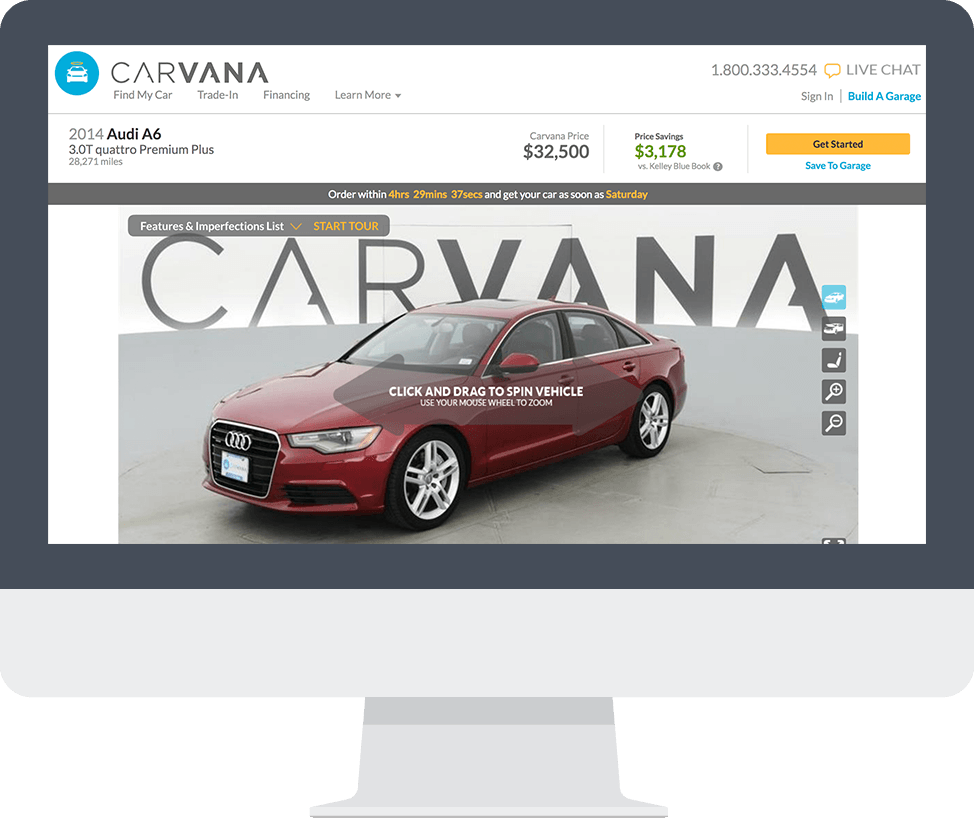 CARVANA
1.800.333.4554 LIVE CHAT
Find My Car Trade-In Financing Learn More
Sign In | Build A Garage
2014 Audi A6
3.0T quattro Premium Plus
28,271 miles
Carvana Price
$32,500
Price Savings
$3,178
vs. Kelley Blue Book ?
Get Started
Save To Garage
Order within 4hrs 29mins 37secs and get your car as soon as Saturday
Features & Imperfections List START TOUR
CARVANA
CLICK AND DRAG TO SPIN VEHICLE
USE YOUR MOUSE WHEEL TO ZOOM
CARVANA